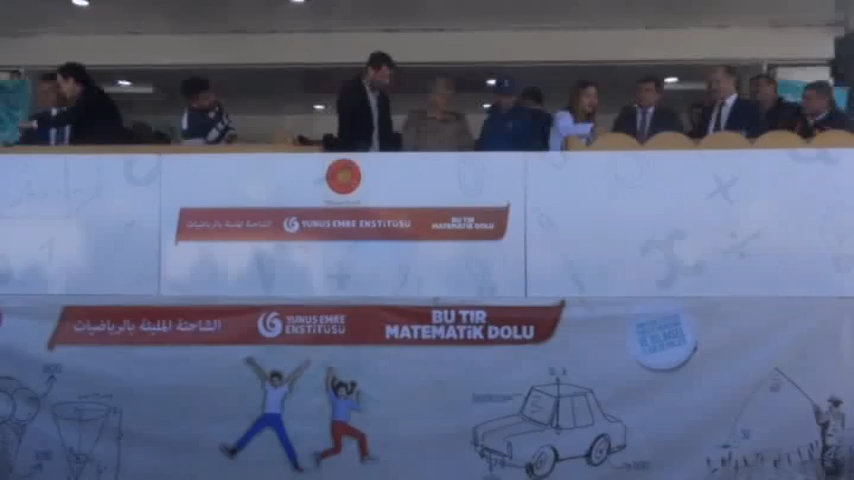 الشاحنة المليئة بالرياضيات YUNUS EMRE ENSTİTÜSÜ BU TIR
MATEMATİK DOLU
الشاحنة المليئة بالرياضيات YUNUS EMRE
ENSTİTÜSÜ BU TIR
MATEMATİK DOLU